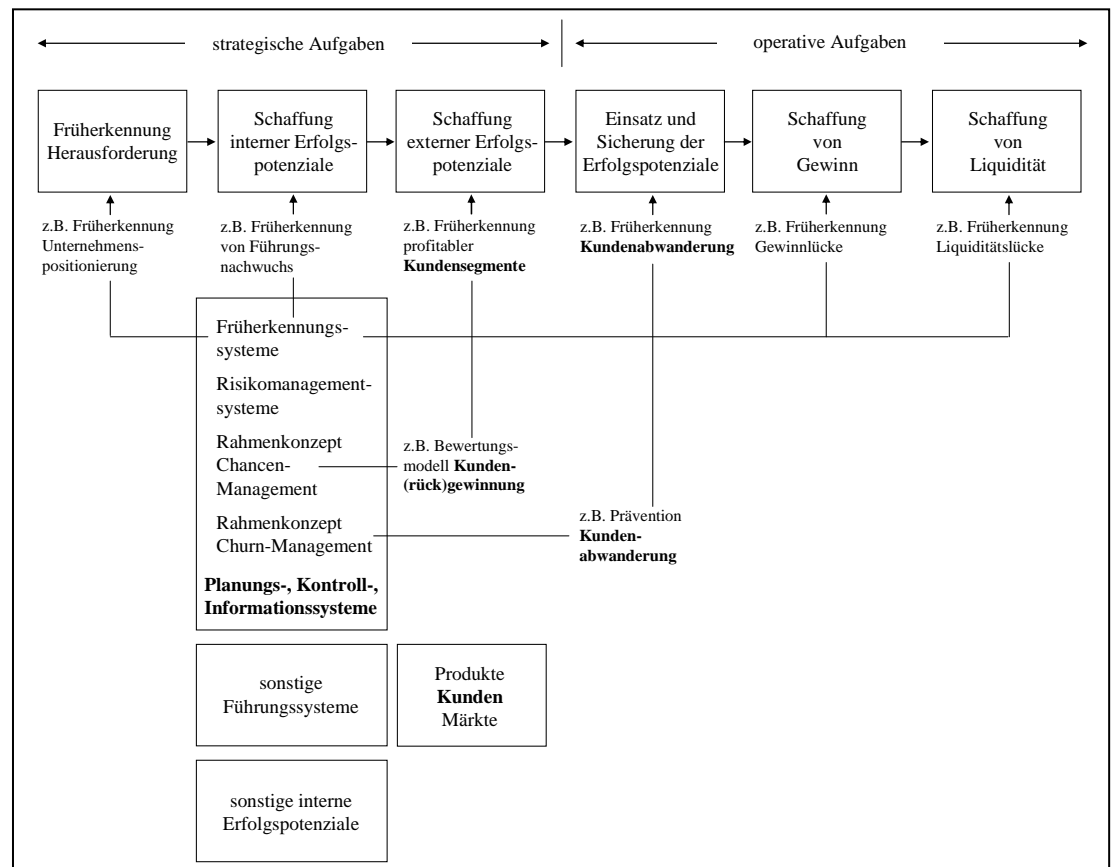 strategische Aufgaben
operative Aufgaben
Früherkennung
Herausforderung
Schaffung
interner Erfolgs-
potenziale
Schaffung
externer Erfolgs-
potenziale
Einsatz und
Sicherung der
Erfolgspotenziale
Schaffung
von
Gewinn
Schaffung
von
Liquidität
z.B. Früherkennung
Unternehmens-
positionierung
z.B. Früherkennung
von Führungs-
nachwuchs
z.B. Früherkennung
profitabler
Kundensegmente
z.B. Früherkennung
Kundenabwanderung
z.B. Früherkennung
Gewinnlücke
z.B. Früherkennung
Liquiditätslücke
Früherkennungs-
systeme
Risikomanagement-
systeme
Rahmenkonzept
Chancen-
Management
z.B. Bewertungs-
modell Kunden-
(rück)gewinnung
Rahmenkonzept
Churn-Management
z.B. Prävention
Kunden-
abwanderung
Planungs-, Kontroll-,
Informationssysteme
sonstige
Führungssysteme
Produkte
Kunden
Märkte
sonstige interne
Erfolgspotenziale